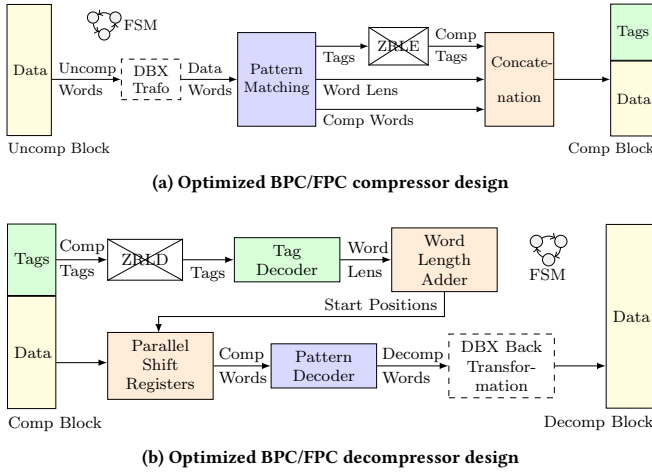 FSM
Data
Uncomp
Words
DBX
Trafo
Data
Words
Pattern
Matching
Tags
ZRLE
Comp
Tags
Word Lens
Comp Words
Concate-
nation
Tags
Data
Uncomp Block
Comp Block
(a) Optimized BPC/FPC compressor design
Tags
Comp
Tags
ZRLD
Tags
Tag
Decoder
Word
Lens
Word
Length
Adder
FSM
Start Positions
Data
Data
Parallel
Shift
Registers
Comp
Words
Pattern
Decoder
Decomp
Words
DBX Back
Transfor-
mation
Comp Block
Decomp Block
(b) Optimized BPC/FPC decompressor design